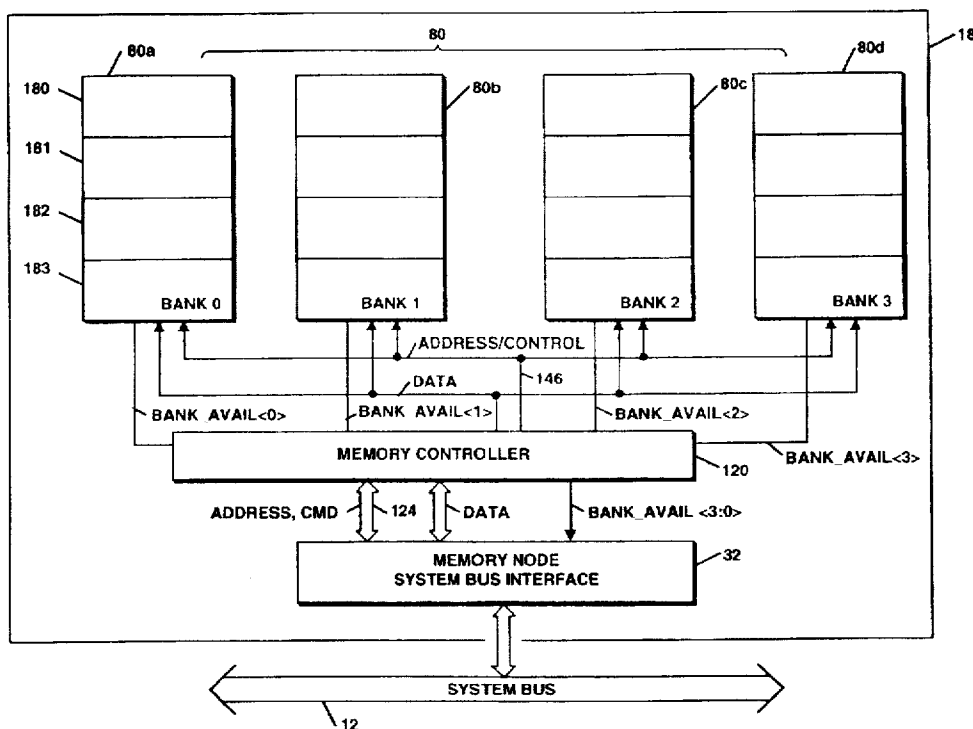 80
18
80a
80d
180
80b
80c
181
182
183
BANK 0
BANK 1
BANK 2
BANK 3
ADDRESS/CONTROL
146
DATA
BANK_AVAIL<0>
BANK_AVAIL<1>
BANK_AVAIL<2>
BANK_AVAIL<3>
MEMORY CONTROLLER
120
ADDRESS, CMD
124
DATA
BANK_AVAIL <3:0>
MEMORY NODE
SYSTEM BUS INTERFACE
32
SYSTEM BUS
12